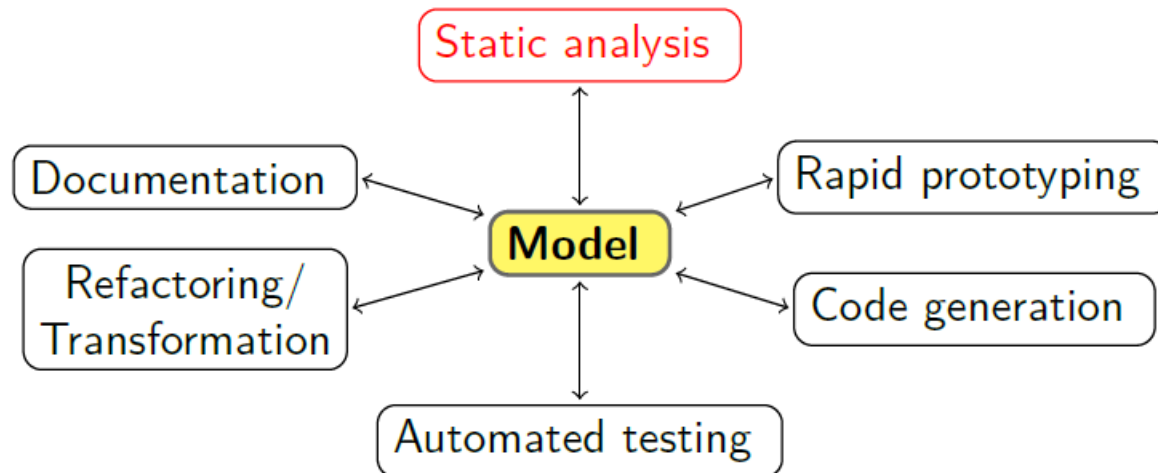 Static analysis
Documentation
Rapid prototyping
Model
Refactoring/
Transformation
Code generation
Automated testing